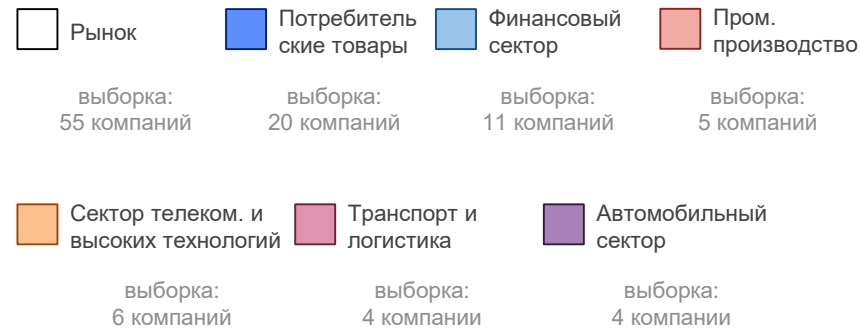 Рынок
Потребитель
ские товары
Финансовый
сектор
Пром.
производство
выборка:
55 компаний
выборка:
20 компаний
выборка:
11 компаний
выборка:
5 компаний
Сектор телеком. и
высоких технологий
Транспорт и
логистика
Автомобильный
сектор
выборка:
6 компаний
выборка:
4 компании
выборка:
4 компании